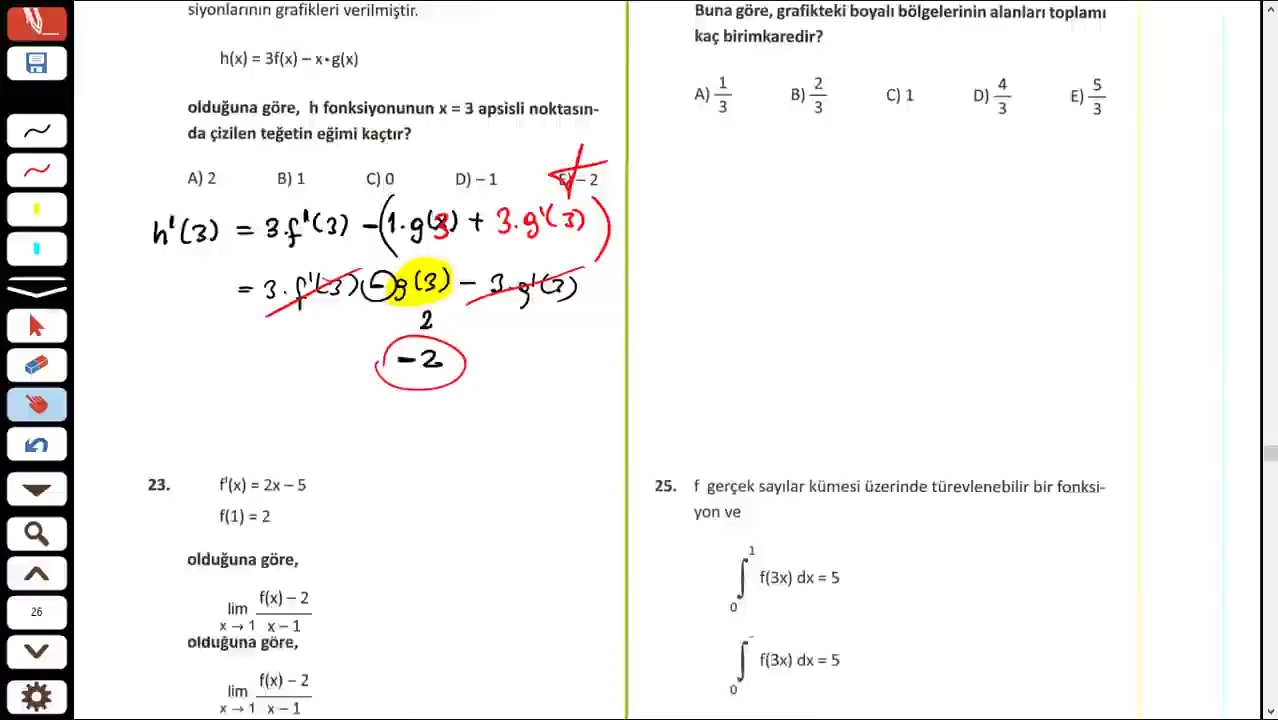 siyonlarının grafikleri verilmiştir.
h(x) = 3f(x) – x•g(x)
olduğuna göre, h fonksiyonunun x = 3 apsisli noktasın-
da çizilen teğetin eğimi kaçtır?
A) 2 B) 1 C) 0 D) – 1 E) – 2
h'(3) = 3.f'(3) – (1.g(3) + 3.g'(3))
= 3.f'(3) – g(3) – 3.g'(3)
2
–2
23. f'(x) = 2x – 5
f(1) = 2
olduğuna göre,
lim x → 1 f(x) – 2 / x – 1
olduğuna göre,
lim x → 1 f(x) – 2 / x – 1
Buna göre, grafikteki boyalı bölgelerinin alanları toplamı
kaç birimkaredir?
A) 1/3 B) 2/3 C) 1 D) 4/3 E) 5/3
25. f gerçek sayılar kümesi üzerinde türevlenebilir bir fonksi-
yon ve
∫ 0 1 f(3x) dx = 5
∫ 0 f(3x) dx = 5
26